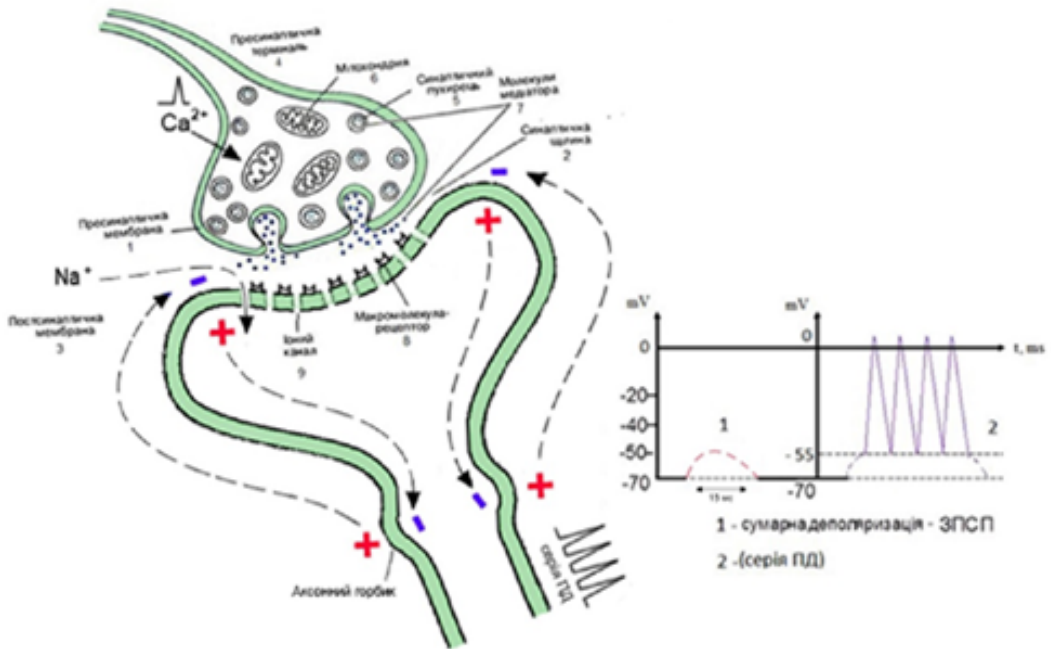 Пресинаптична
терміналь
4
Мітохондрія
6
Синаптичний
пухирець
5
Молекули
медіатора
7
Синаптична
щілина
2
Ca²⁺
Пресинаптична
мембрана
1
Na⁺
Постсинаптична
мембрана
3
Макромолекула-
рецептор
8
Іонний
канал
9
Аксонний горбик
серія ПД
mV
0
-20
-40
-50
-70
1
15 мс
mV
0
- 55
-70
2
t, ms
1 - сумарна деполяризація - ЗПСП
2 -(серія ПД)